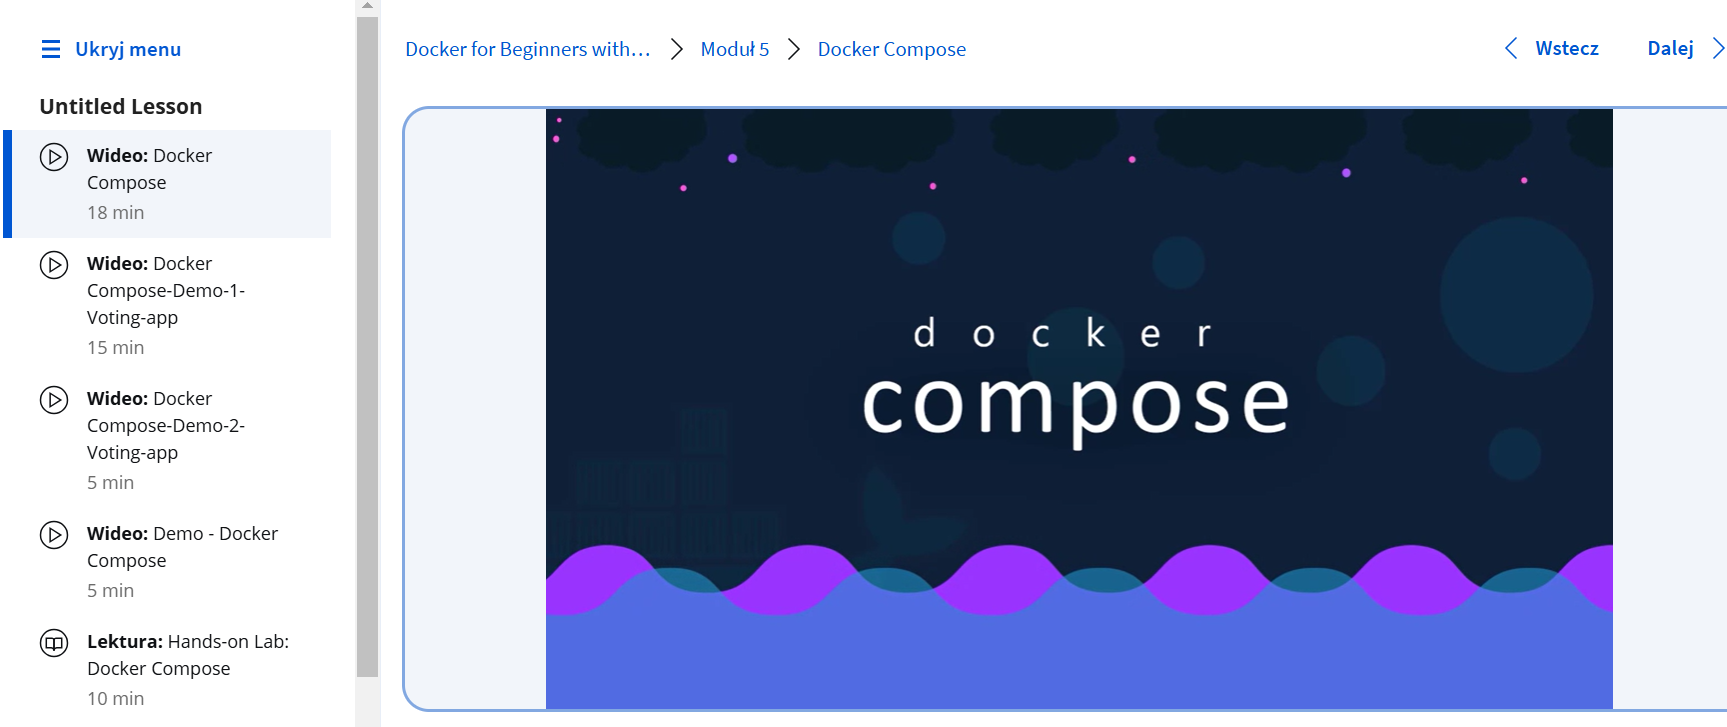 Ukryj menu
Untitled Lesson
Wideo: Docker
Compose
18 min
Wideo: Docker
Compose-Demo-1-
Voting-app
15 min
Wideo: Docker
Compose-Demo-2-
Voting-app
5 min
Wideo: Demo - Docker
Compose
5 min
Lektura: Hands-on Lab:
Docker Compose
10 min
Docker for Beginners with… Moduł 5 Docker Compose
Wstecz Dalej
docker
compose